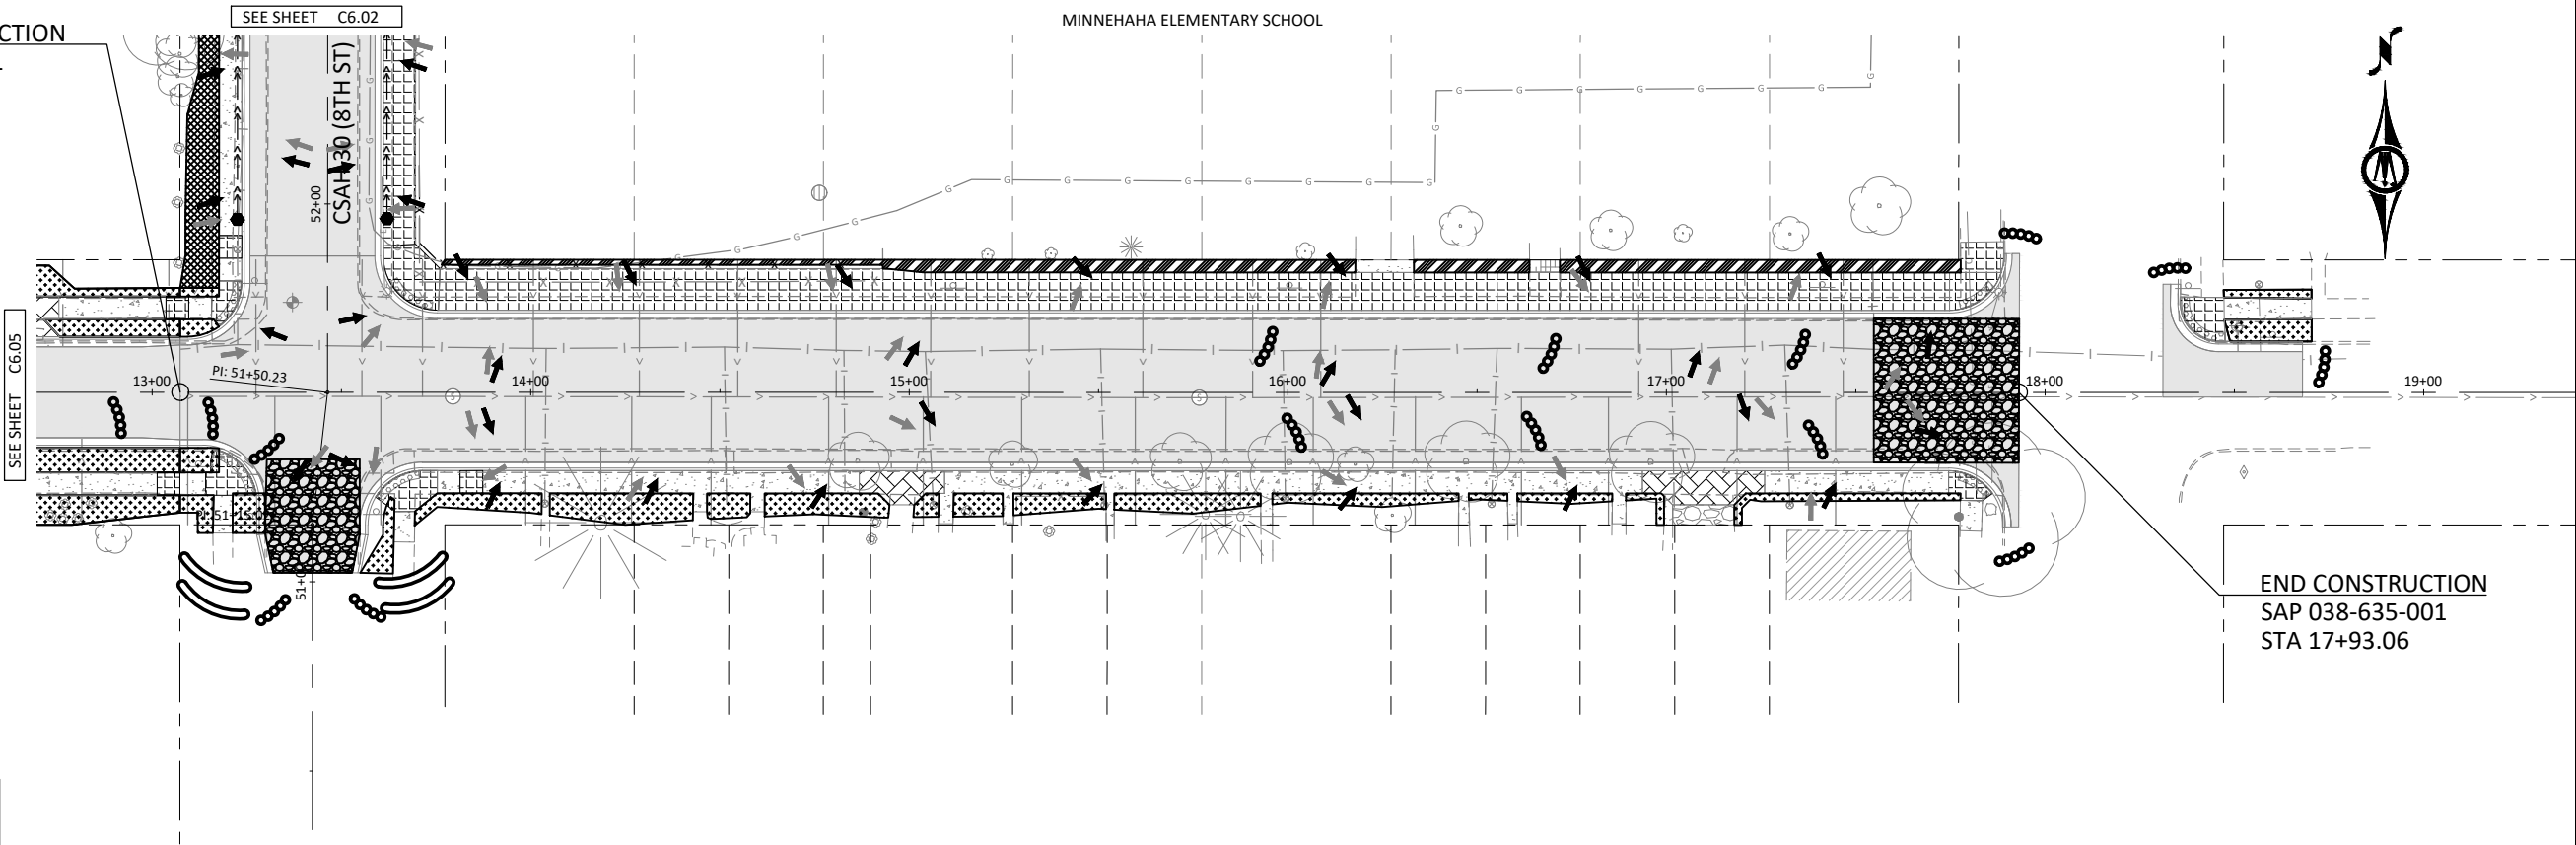 SEE SHEET C6.02
MINNEHAHA ELEMENTARY SCHOOL
CTION
CSAH 30 (8TH ST)
52+00
SEE SHEET C6.05
PI: 51+50.23
13+00
14+00
15+00
16+00
17+00
18+00
19+00
END CONSTRUCTION
SAP 038-635-001
STA 17+93.06